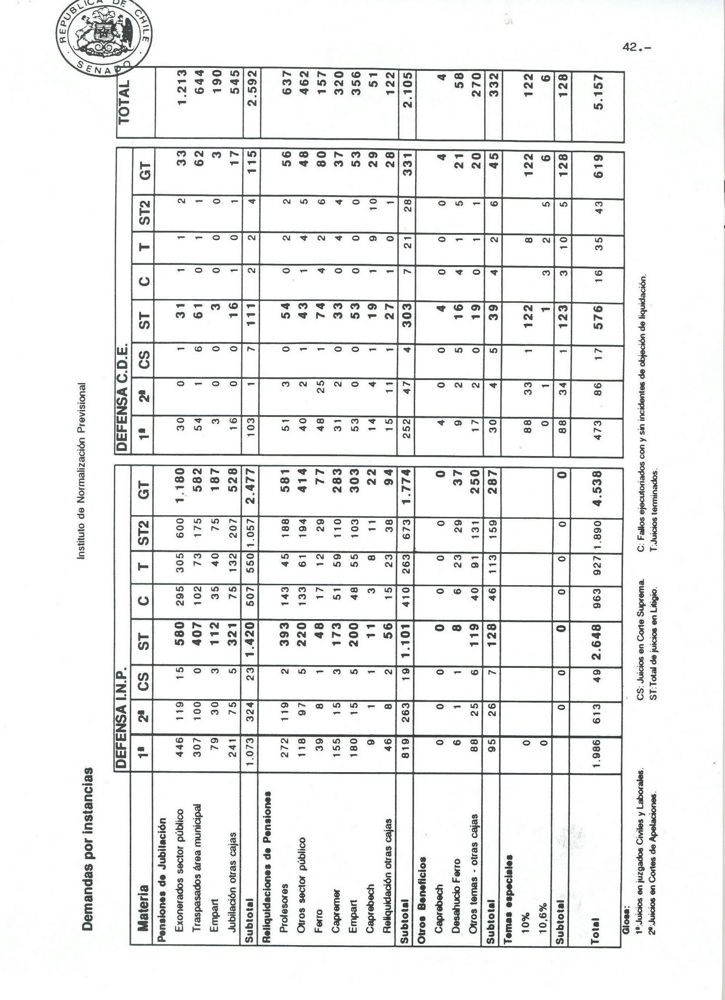 REPUBLICA DE CHILE
SENADO
42.-
Instituto de Normalización Previsional
Demandas por instancias
DEFENSA I.N.P. DEFENSA C.D.E. TOTAL
Materia 1ª 2ª CS ST C T ST2 GT 1ª 2ª CS ST C T ST2 GT
Pensiones de Jubilación
Exonerados sector público 446 119 15 580 295 305 600 1.180 30 0 1 31 1 1 2 33 1.213
Traspasados área municipal 307 100 0 407 102 73 175 582 54 1 6 61 0 1 1 62 644
Empart 79 30 3 112 35 40 75 187 3 0 0 3 0 0 0 3 190
Jubilación otras cajas 241 75 5 321 75 132 207 528 16 0 0 16 1 0 1 17 545
Subtotal 1.073 324 23 1.420 507 550 1.057 2.477 103 1 7 111 2 2 4 115 2.592
Reliquidaciones de Pensiones
Profesores 272 119 2 393 143 45 188 581 51 3 0 54 0 2 2 56 637
Otros sector público 118 97 5 220 133 61 194 414 40 2 1 43 1 4 5 48 462
Ferro 39 8 1 48 17 12 29 77 48 25 1 74 4 2 6 80 157
Capremer 155 15 3 173 51 59 110 283 31 2 0 33 0 4 4 37 320
Empart 180 15 5 200 48 55 103 303 53 0 0 53 0 0 0 53 356
Caprebech 9 1 1 11 3 8 11 22 14 4 1 19 1 9 10 29 51
Reliquidación otras cajas 46 8 2 56 15 23 38 94 15 11 1 27 1 0 1 28 122
Subtotal 819 263 19 1.101 410 263 673 1.774 252 47 4 303 7 21 28 331 2.105
Otros Beneficios
Caprebech 0 0 0 0 0 0 0 0 4 0 0 4 0 0 0 4 4
Desahucio Ferro 6 1 1 8 6 23 29 37 9 2 5 16 4 1 5 21 58
Otros temas - otras cajas 88 25 6 119 40 91 131 250 17 2 0 19 0 1 1 20 270
Subtotal 95 26 7 128 46 113 159 287 30 4 5 39 4 2 6 45 332
Temas especiales
10% 0 88 33 1 122 8 122 122
10,6% 0 0 1 1 3 2 5 6 6
Subtotal 0 0 0 0 0 0 0 88 34 1 123 3 10 5 128 128
Total 1.986 613 49 2.648 963 927 1.890 4.538 473 86 17 576 16 35 43 619 5.157
Glosa:
1ª:Juicios en juzgados Civiles y Laborales. CS: Juicios en Corte Suprema. C: Fallos ejecutoriados con y sin incidentes de objeción de liquidación.
2ª:Juicios en Cortes de Apelaciones. ST:Total de juicios en Litigio. T:Juicios terminados.